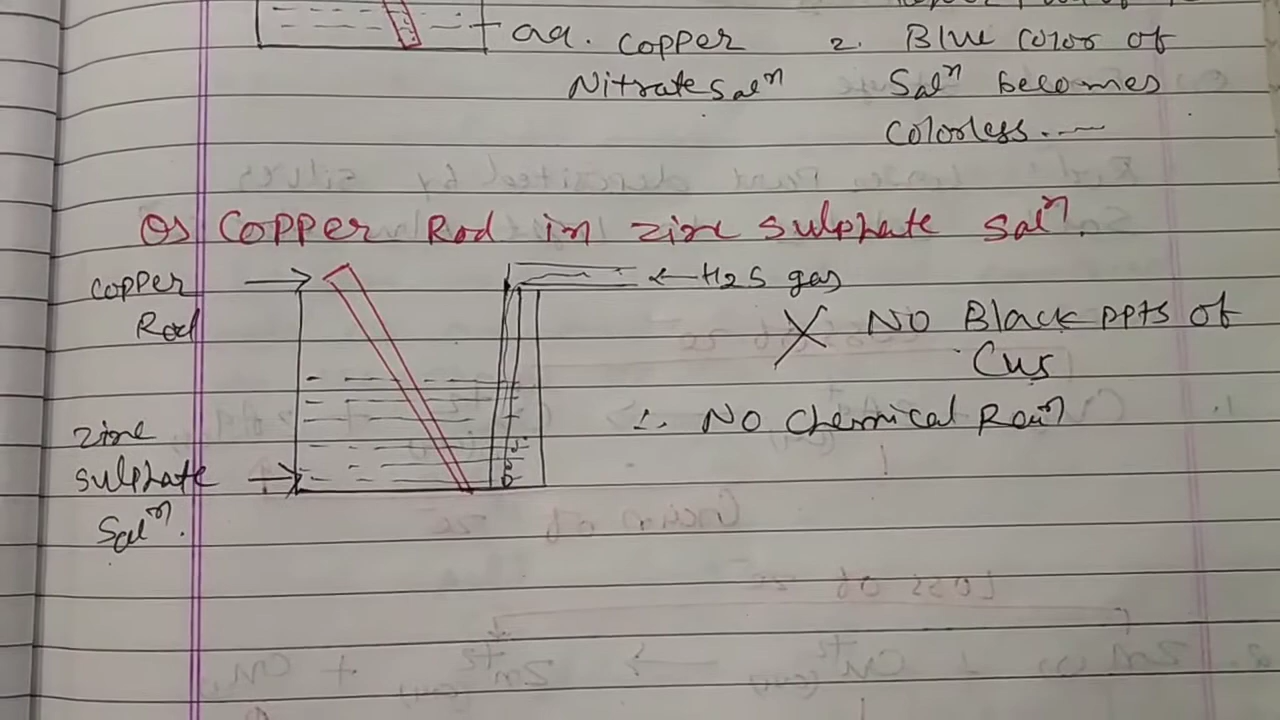 aq. Copper
Nitrate Solⁿ
2. Blue Color of
Solⁿ becomes
Colorless.
Copper Rod in zinc sulphate Solⁿ.
Copper
Rod
← H2S gas
X No Black ppts of
CuS
∴ No Chemical Rxⁿ
zinc
sulphate
Solⁿ.